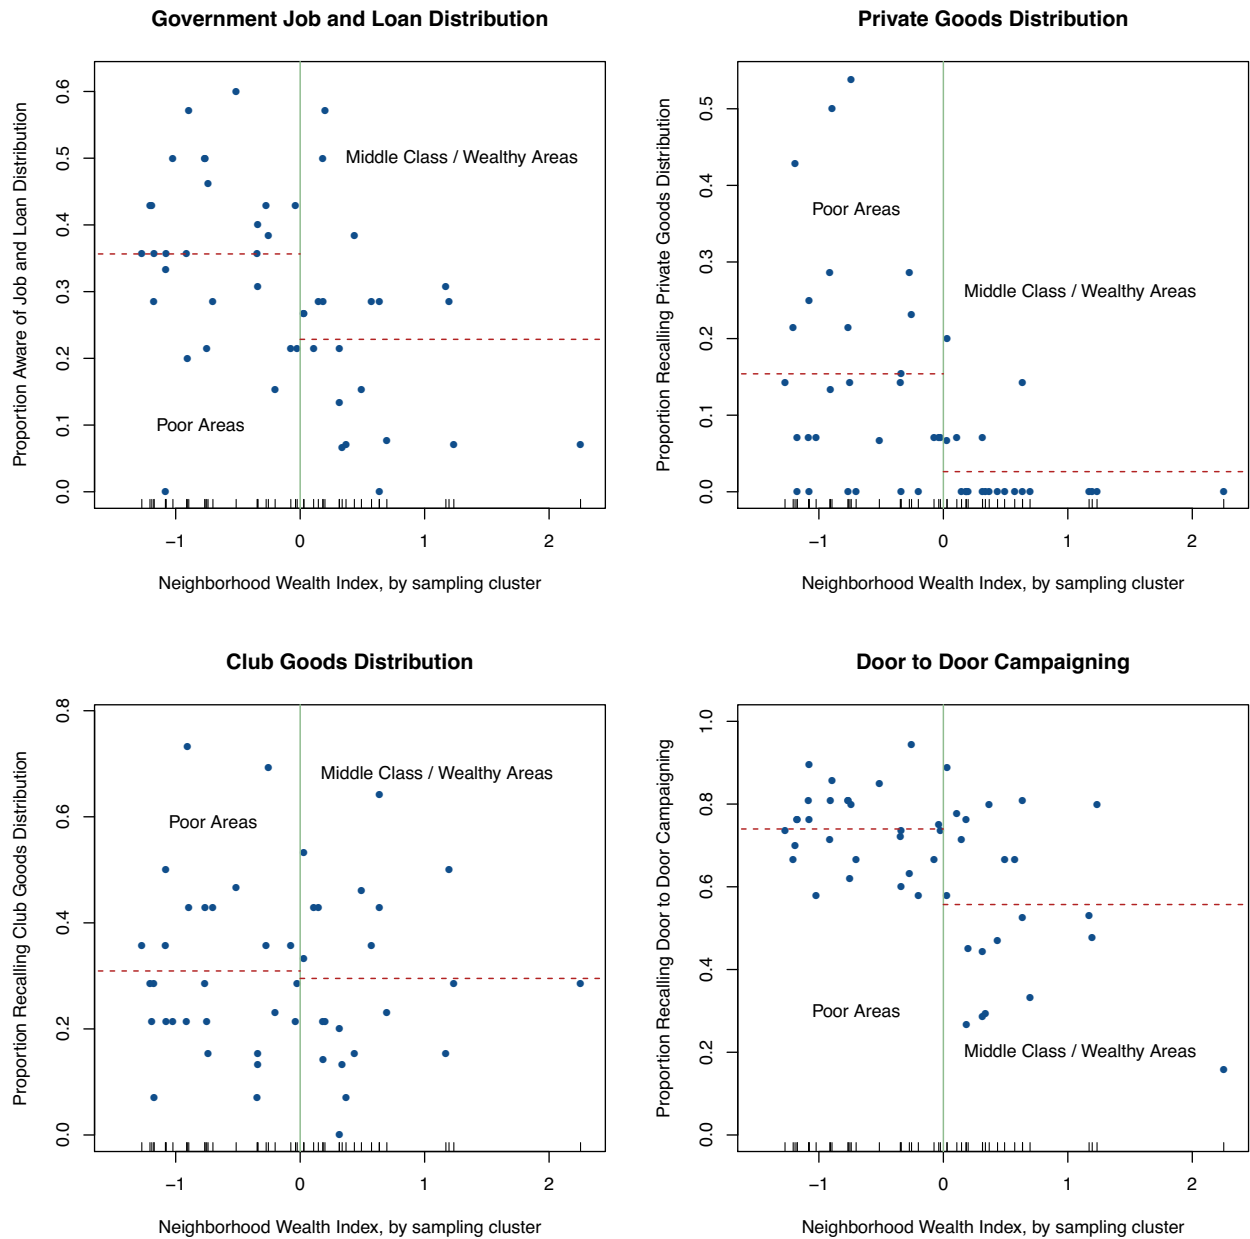 Government Job and Loan Distribution
Proportion Aware of Job and Loan Distribution
0.6
0.5
0.4
0.3
0.2
0.1
0.0
Middle Class / Wealthy Areas
Poor Areas
−1 0 1 2
Neighborhood Wealth Index, by sampling cluster
Private Goods Distribution
Proportion Recalling Private Goods Distribution
0.5
0.4
0.3
0.2
0.1
0.0
Poor Areas
Middle Class / Wealthy Areas
−1 0 1 2
Neighborhood Wealth Index, by sampling cluster
Club Goods Distribution
Proportion Recalling Club Goods Distribution
0.8
0.6
0.4
0.2
0.0
Middle Class / Wealthy Areas
Poor Areas
−1 0 1 2
Neighborhood Wealth Index, by sampling cluster
Door to Door Campaigning
Proportion Recalling Door to Door Campaigning
1.0
0.8
0.6
0.4
0.2
0.0
Poor Areas
Middle Class / Wealthy Areas
−1 0 1 2
Neighborhood Wealth Index, by sampling cluster